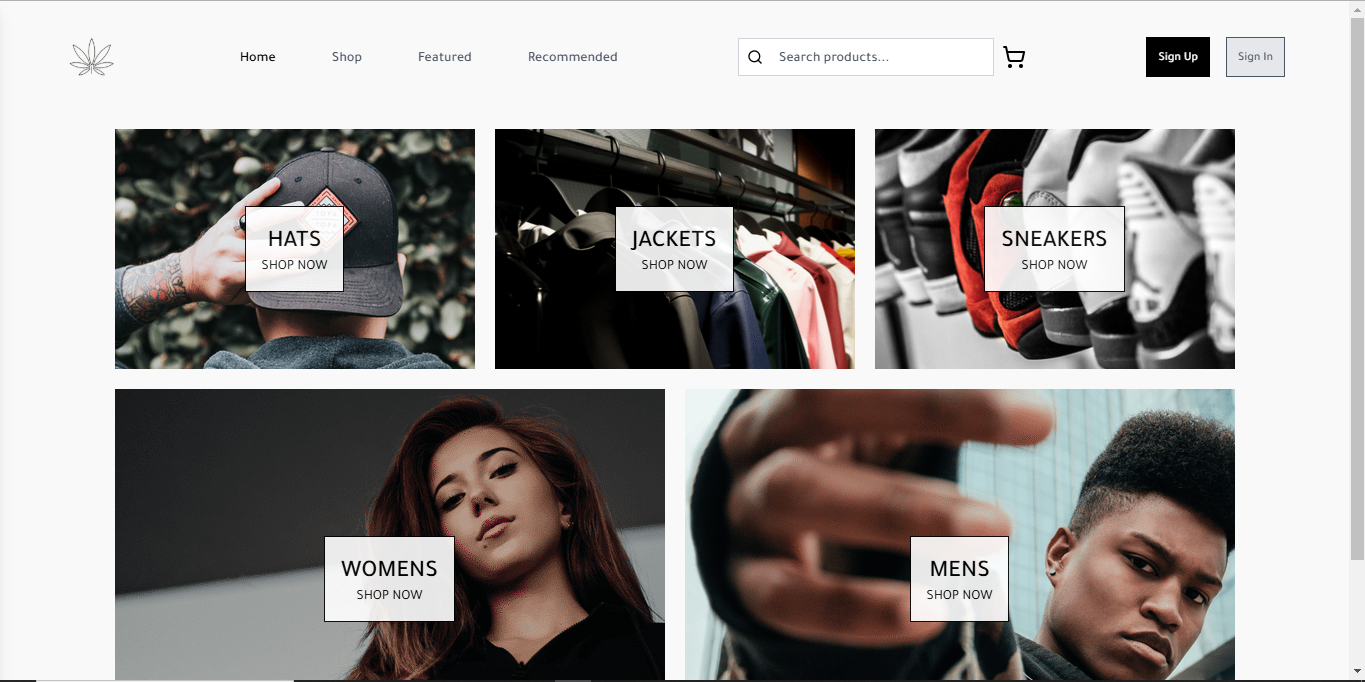 Home
Shop
Featured
Recommended
Search products...
Sign Up
Sign In
HATS
SHOP NOW
JACKETS
SHOP NOW
SNEAKERS
SHOP NOW
WOMENS
SHOP NOW
MENS
SHOP NOW